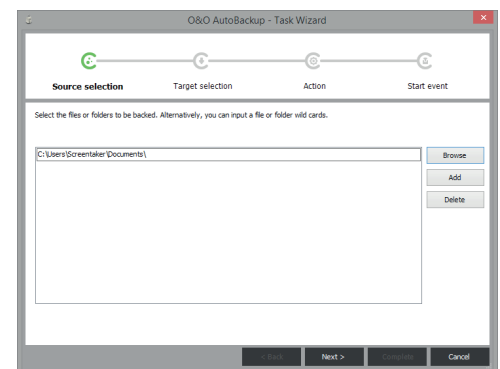 O&O AutoBackup - Task Wizard
Source selection
Target selection
Action
Start event
Select the files or folders to be backed. Alternatively, you can input a file or folder wild cards.
C:\Users\Screentaker\Documents\
Browse
Add
Delete
< Back
Next >
Complete
Cancel